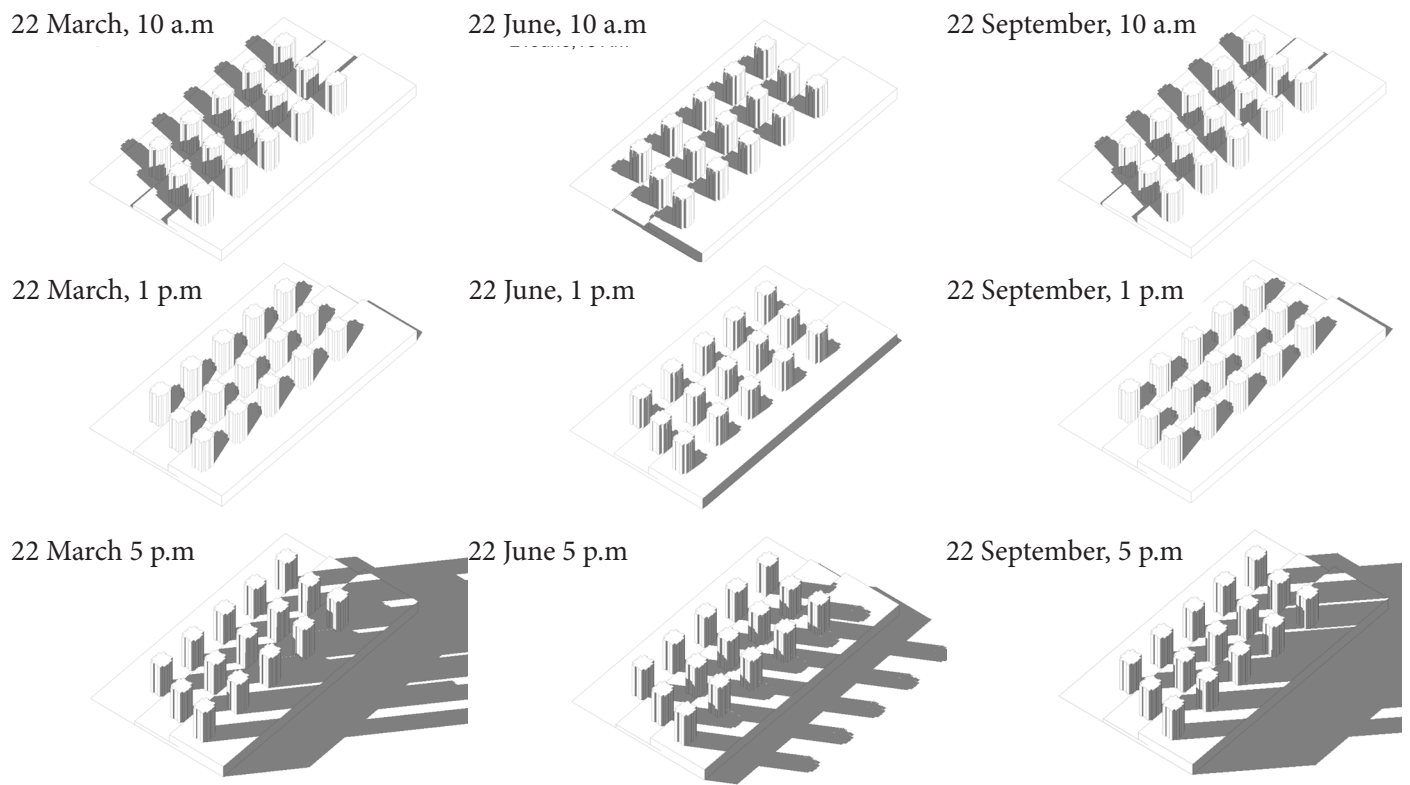 22 March, 10 a.m
22 June, 10 a.m
22 September, 10 a.m
22 March, 1 p.m
22 June, 1 p.m
22 September, 1 p.m
22 March 5 p.m
22 June 5 p.m
22 September, 5 p.m